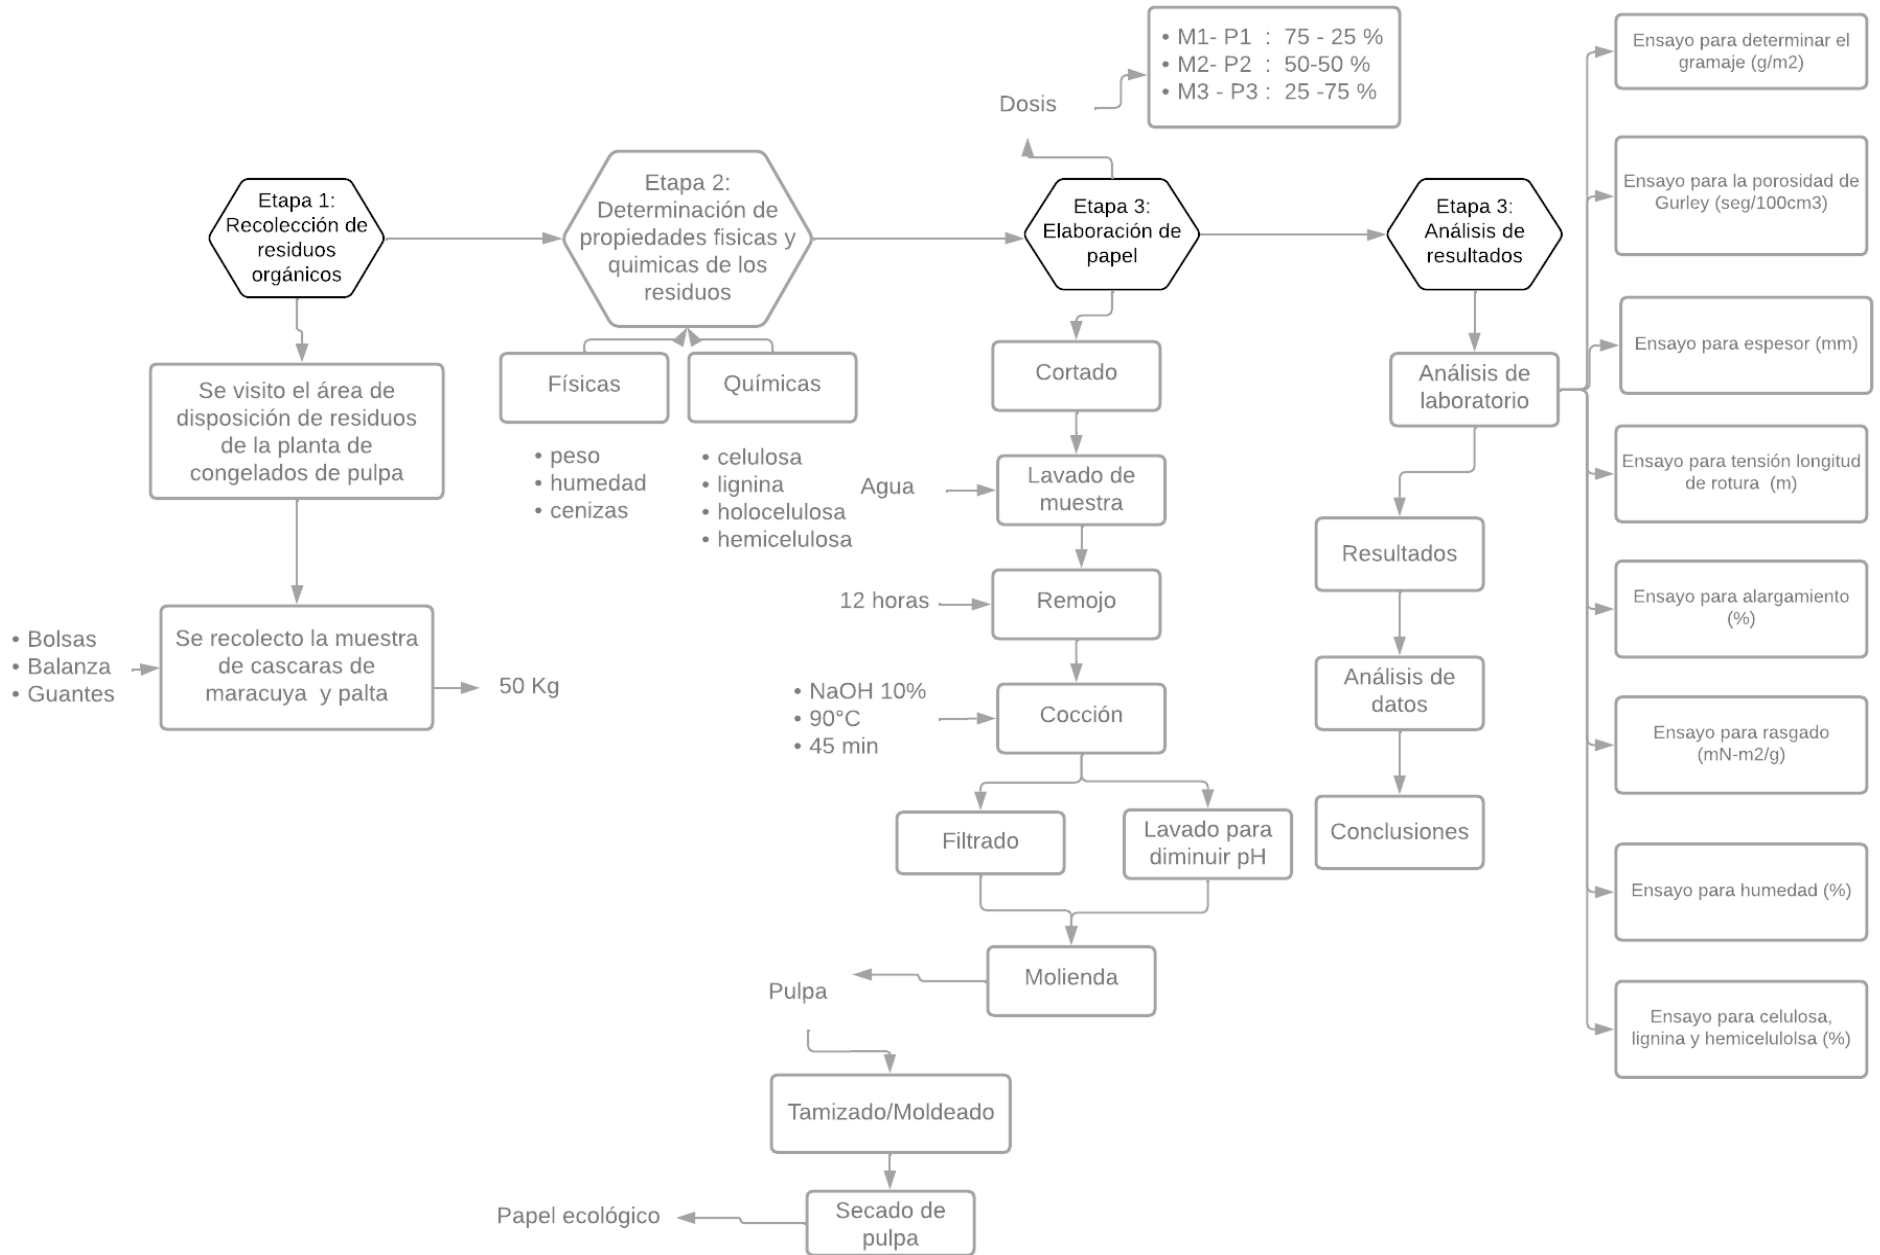 Etapa 1:
Recolección de
residuos
orgánicos
Se visito el área de
disposición de residuos
de la planta de
congelados de pulpa
• Bolsas
• Balanza
• Guantes
Se recolecto la muestra
de cascaras de
maracuya y palta
50 Kg
Etapa 2:
Determinación de
propiedades fisicas y
quimicas de los
residuos
Físicas
• peso
• humedad
• cenizas
Químicas
• celulosa
• lignina
• holocelulosa
• hemicelulosa
Etapa 3:
Elaboración de
papel
Dosis
• M1- P1 : 75 - 25 %
• M2- P2 : 50-50 %
• M3 - P3 : 25 -75 %
Cortado
Agua
Lavado de
muestra
12 horas
Remojo
• NaOH 10%
• 90°C
• 45 min
Cocción
Filtrado
Lavado para
diminuir pH
Molienda
Pulpa
Tamizado/Moldeado
Secado de
pulpa
Papel ecológico
Etapa 3:
Análisis de
resultados
Análisis de
laboratorio
Resultados
Análisis de
datos
Conclusiones
Ensayo para determinar el
gramaje (g/m2)
Ensayo para la porosidad de
Gurley (seg/100cm3)
Ensayo para espesor (mm)
Ensayo para tensión longitud
de rotura (m)
Ensayo para alargamiento
(%)
Ensayo para rasgado
(mN-m2/g)
Ensayo para humedad (%)
Ensayo para celulosa,
lignina y hemicelulolsa (%)